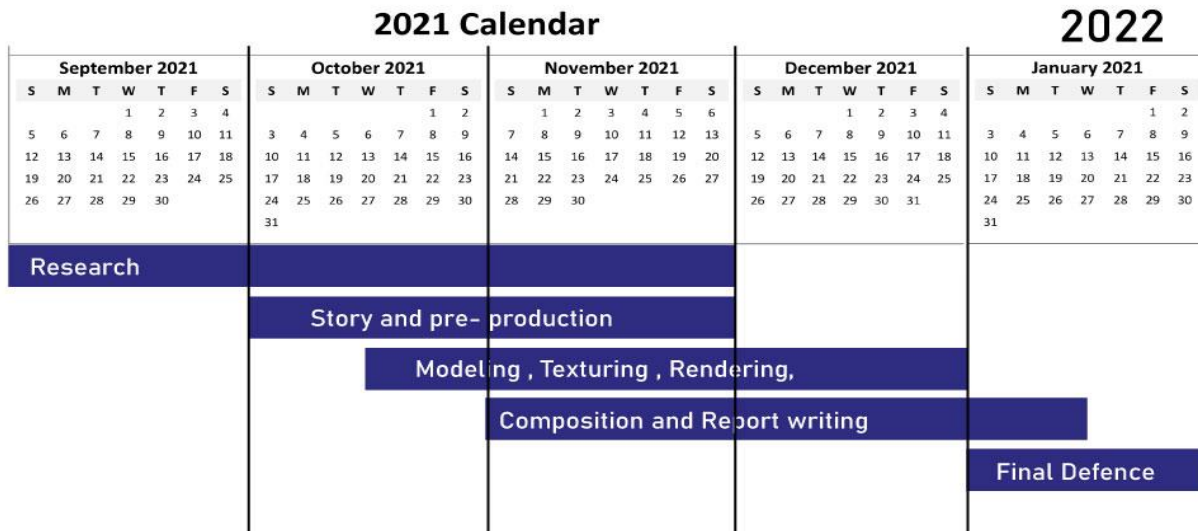 2021 Calendar
2022
September 2021
S M T W T F S
1 2 3 4
5 6 7 8 9 10 11
12 13 14 15 16 17 18
19 20 21 22 23 24 25
26 27 28 29 30
October 2021
S M T W T F S
1 2
3 4 5 6 7 8 9
10 11 12 13 14 15 16
17 18 19 20 21 22 23
24 25 26 27 28 29 30
31
November 2021
S M T W T F S
1 2 3 4 5 6
7 8 9 10 11 12 13
14 15 16 17 18 19 20
21 22 23 24 25 26 27
28 29 30
December 2021
S M T W T F S
1 2 3 4
5 6 7 8 9 10 11
12 13 14 15 16 17 18
19 20 21 22 23 24 25
26 27 28 29 30 31
January 2021
S M T W T F S
1 2
3 4 5 6 7 8 9
10 11 12 13 14 15 16
17 18 19 20 21 22 23
24 25 26 27 28 29 30
31
Research
Story and pre- production
Modeling , Texturing , Rendering,
Composition and Report writing
Final Defence